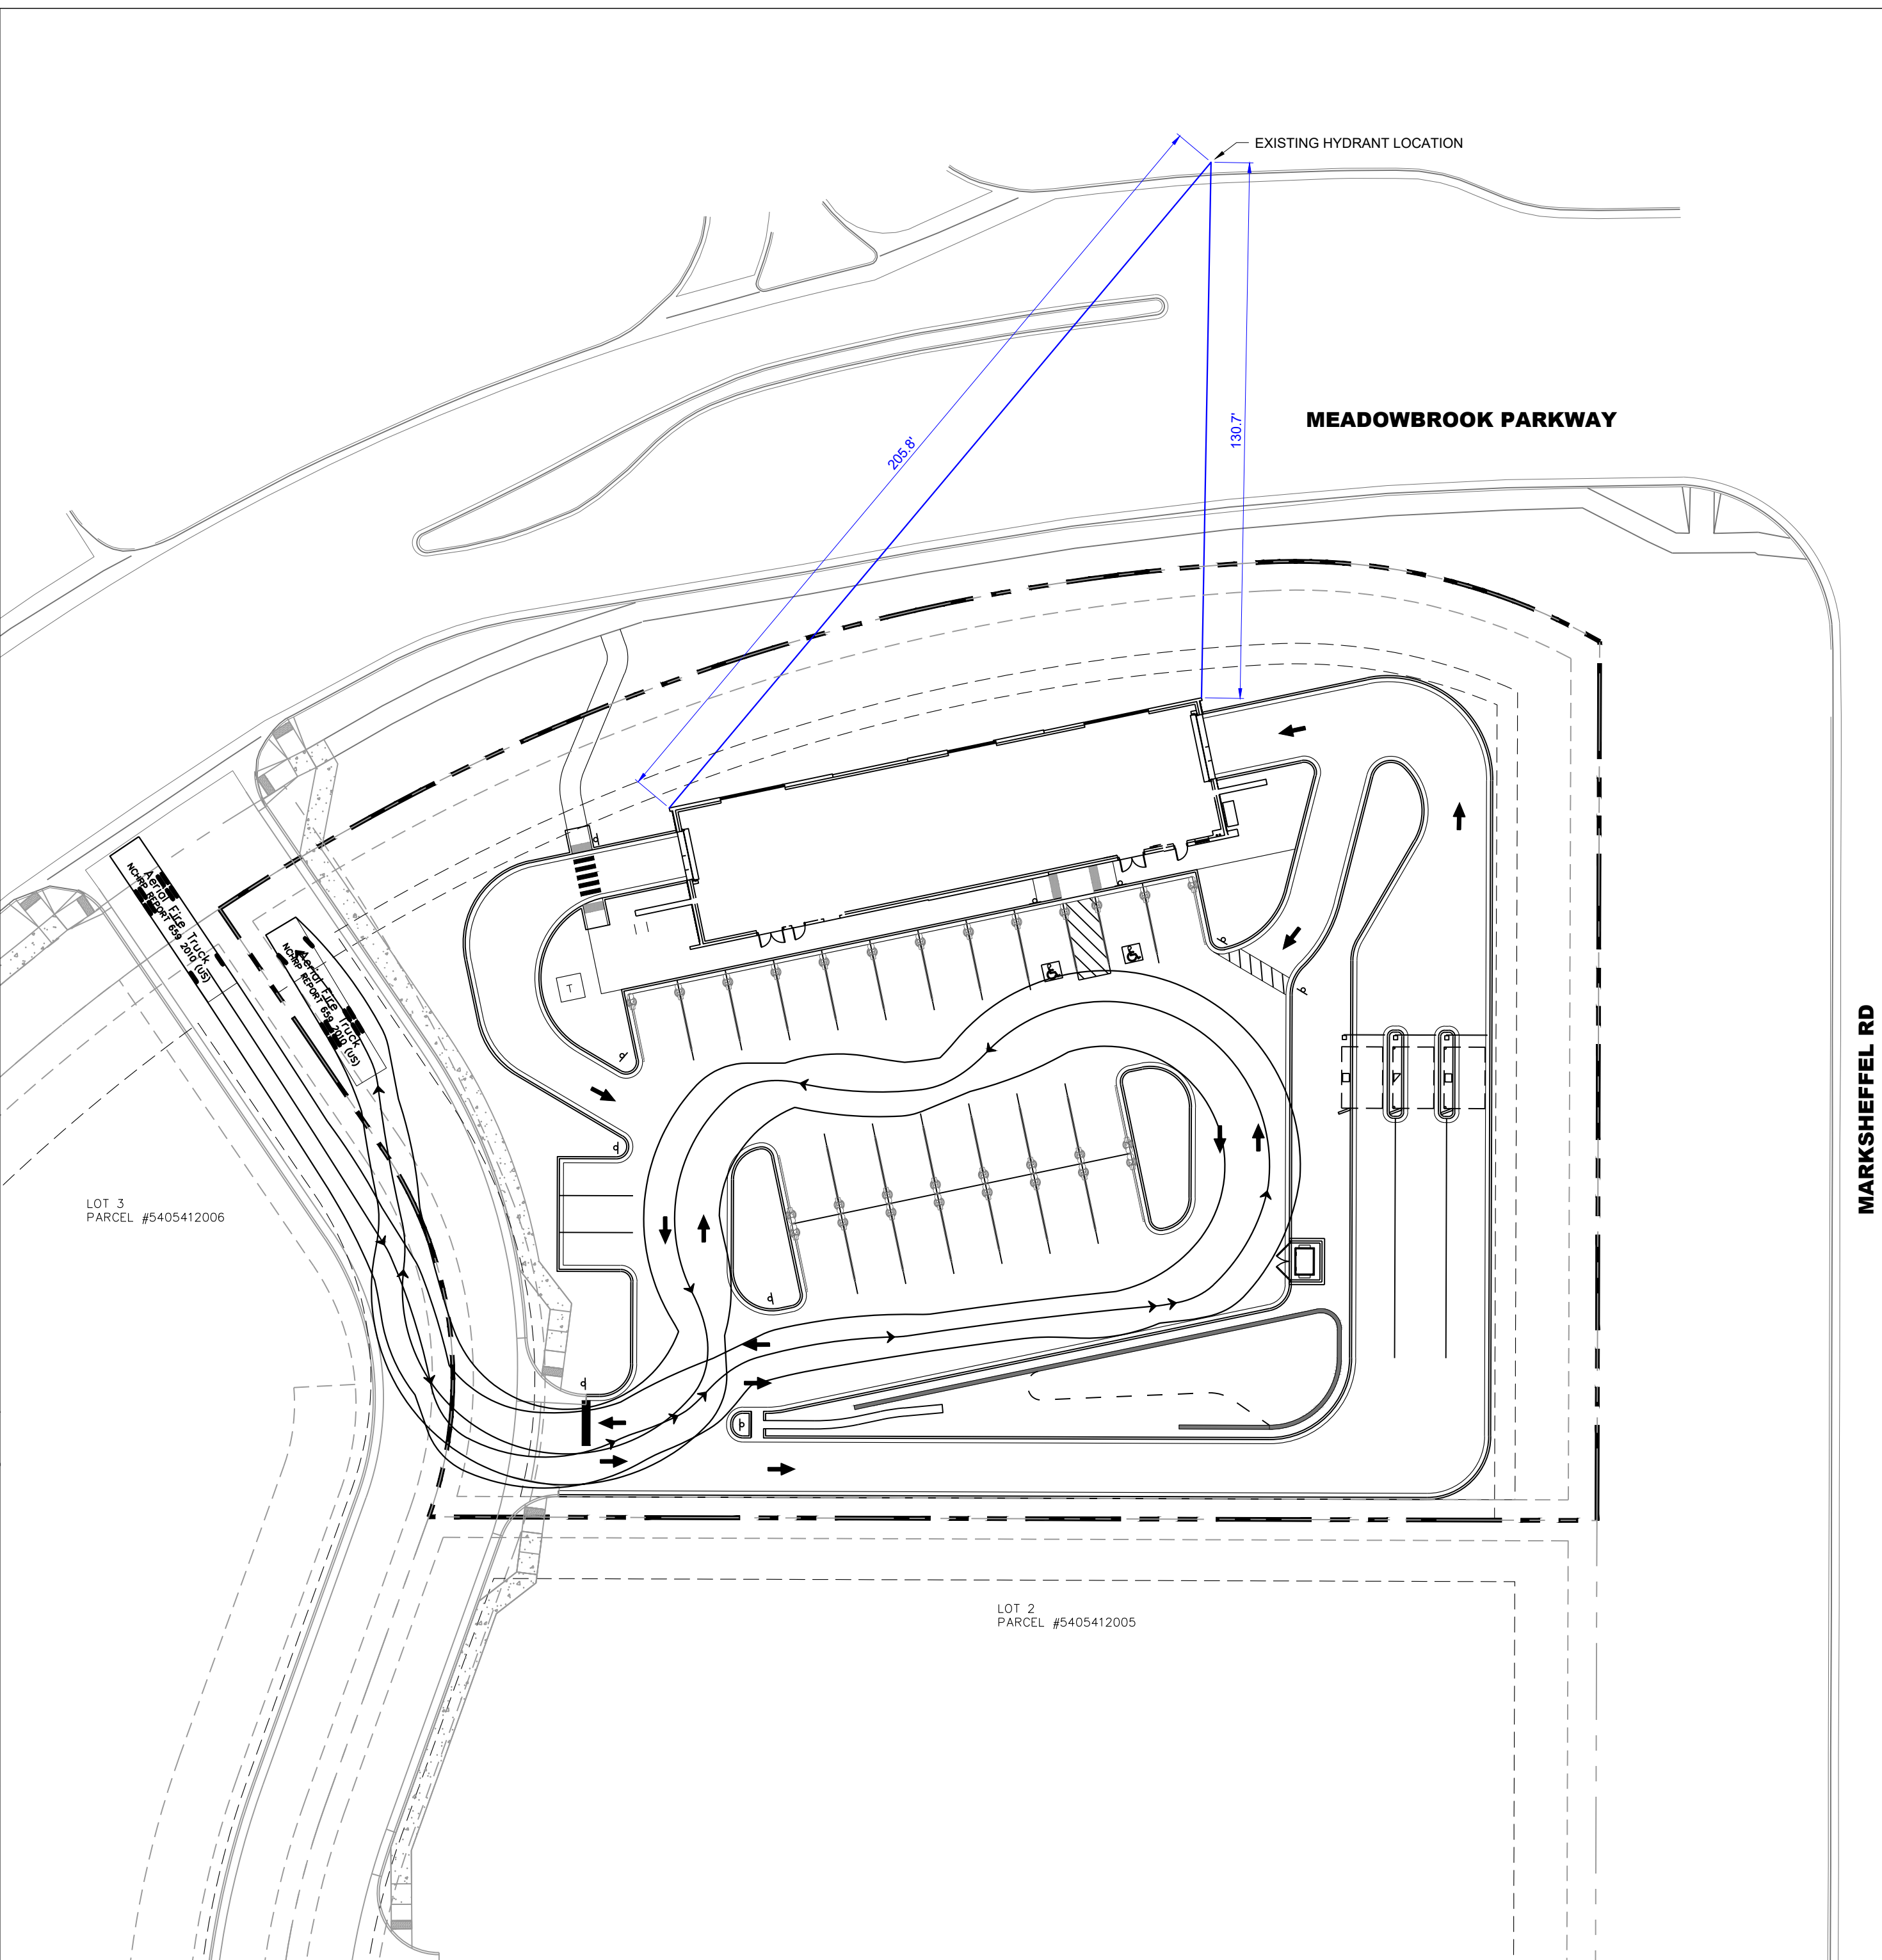 EXISTING HYDRANT LOCATION
205.8'
130.7'
MEADOWBROOK PARKWAY
Aerial Fire Truck
NCHRP REPORT 659 2010 (US)
Aerial Fire Truck
NCHRP REPORT 659 2010 (US)
T
MARKSHEFFEL RD
LOT 3
PARCEL #5405412006
LOT 2
PARCEL #5405412005